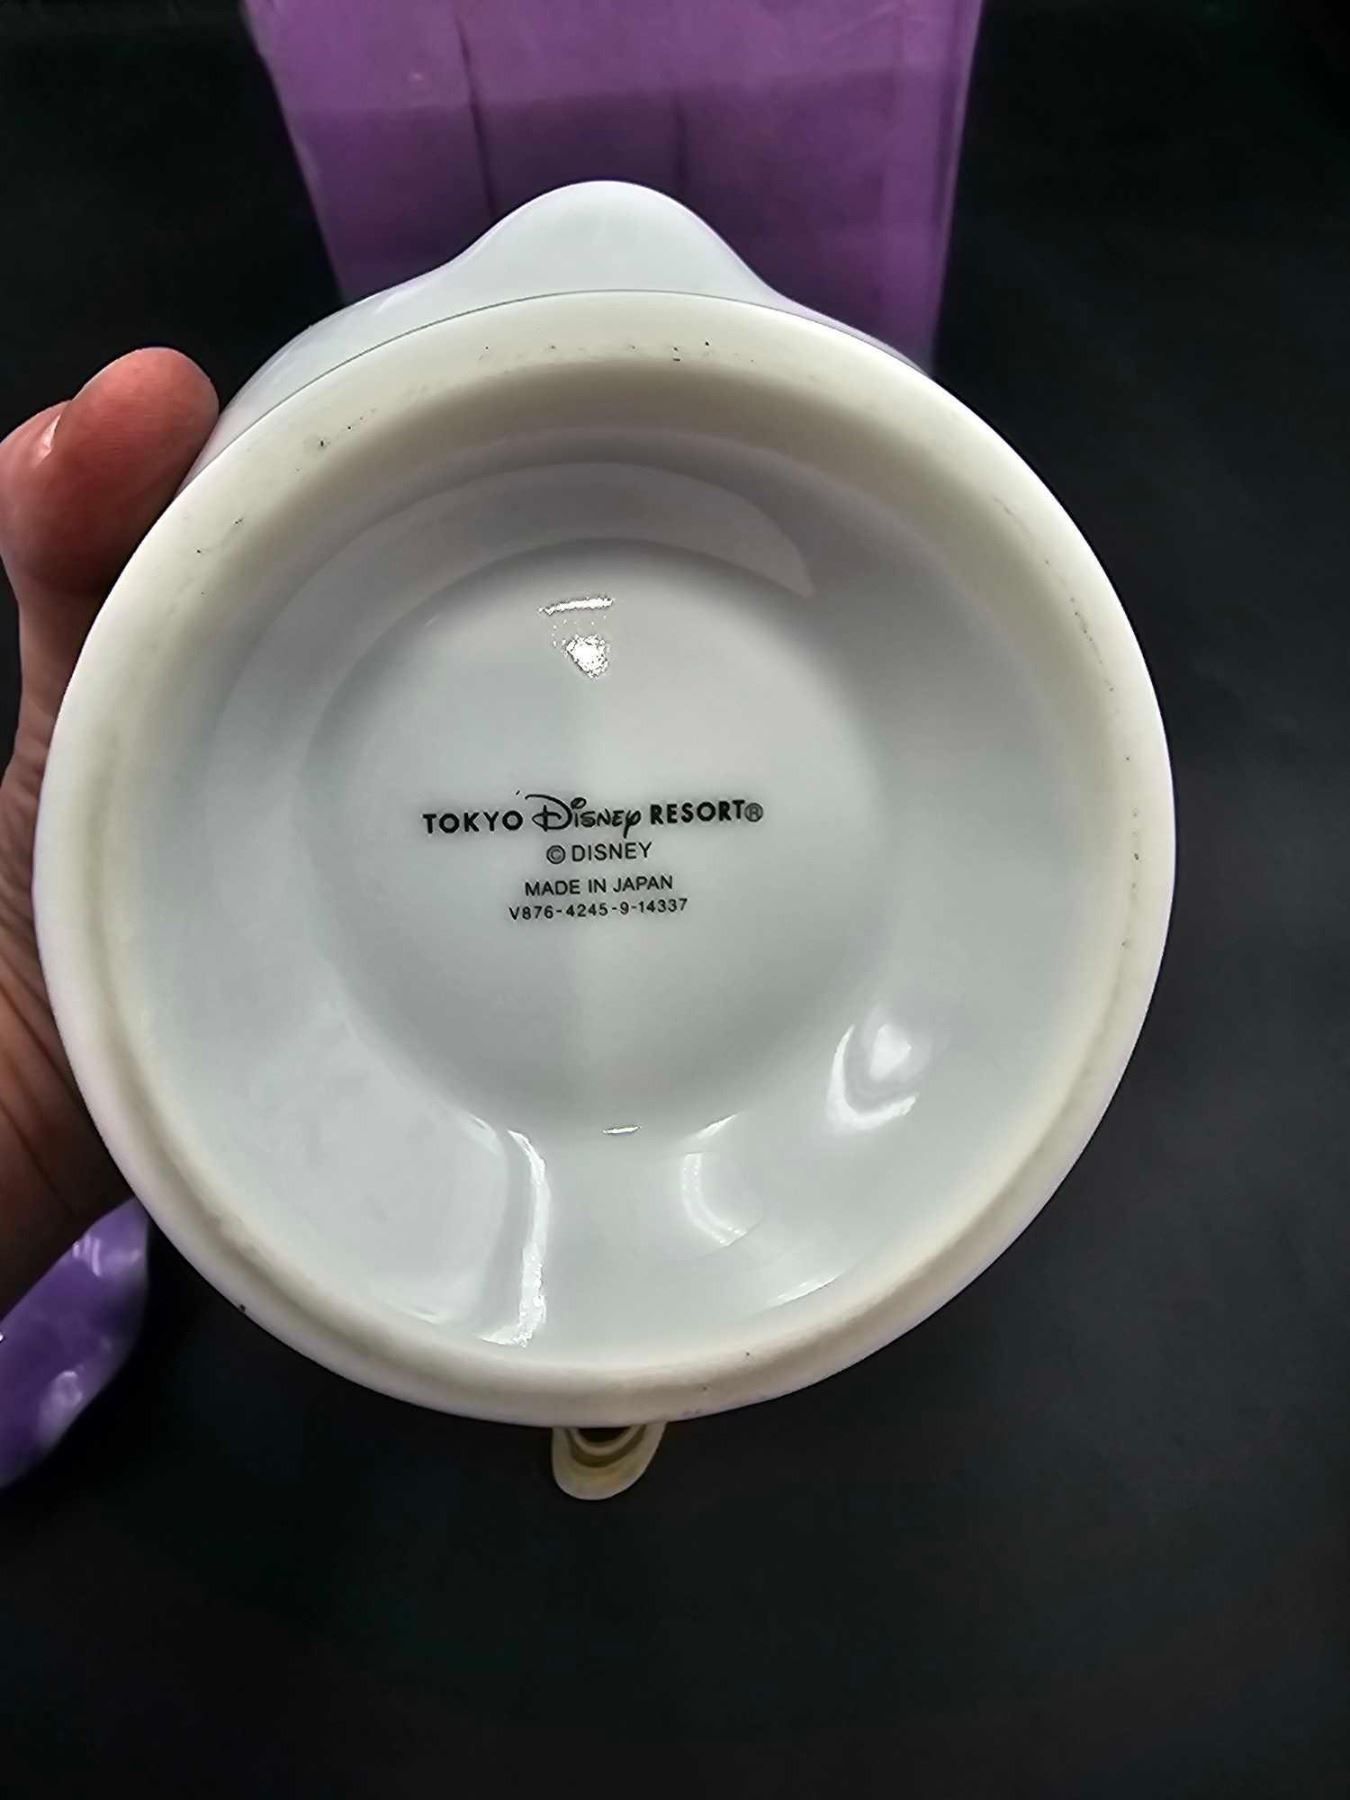 TOKYO Disney RESORT®
© DISNEY
MADE IN JAPAN
V876-4245-9-14337